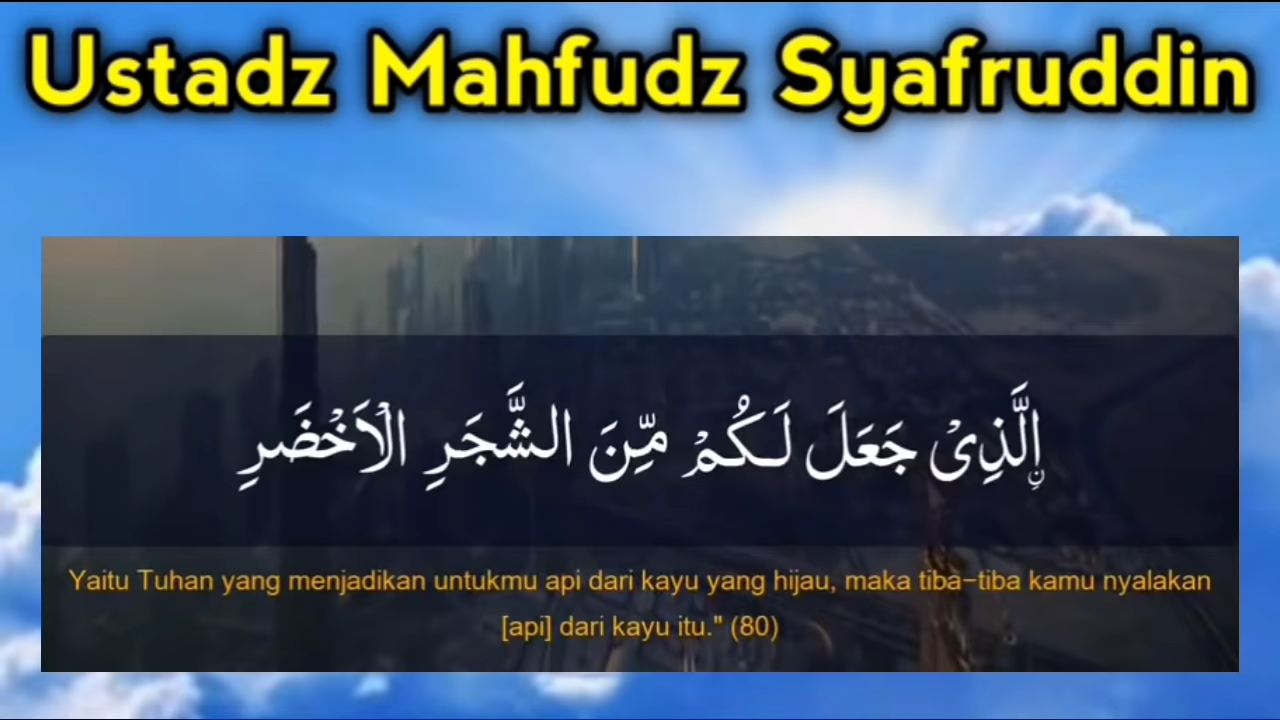 Ustadz Mahfudz Syafruddin
ۨالَّذِىْ جَعَلَ لَـكُمْ مِّنَ الشَّجَرِ الْاَخْضَرِ
Yaitu Tuhan yang menjadikan untukmu api dari kayu yang hijau, maka tiba-tiba kamu nyalakan
[api] dari kayu itu." (80)